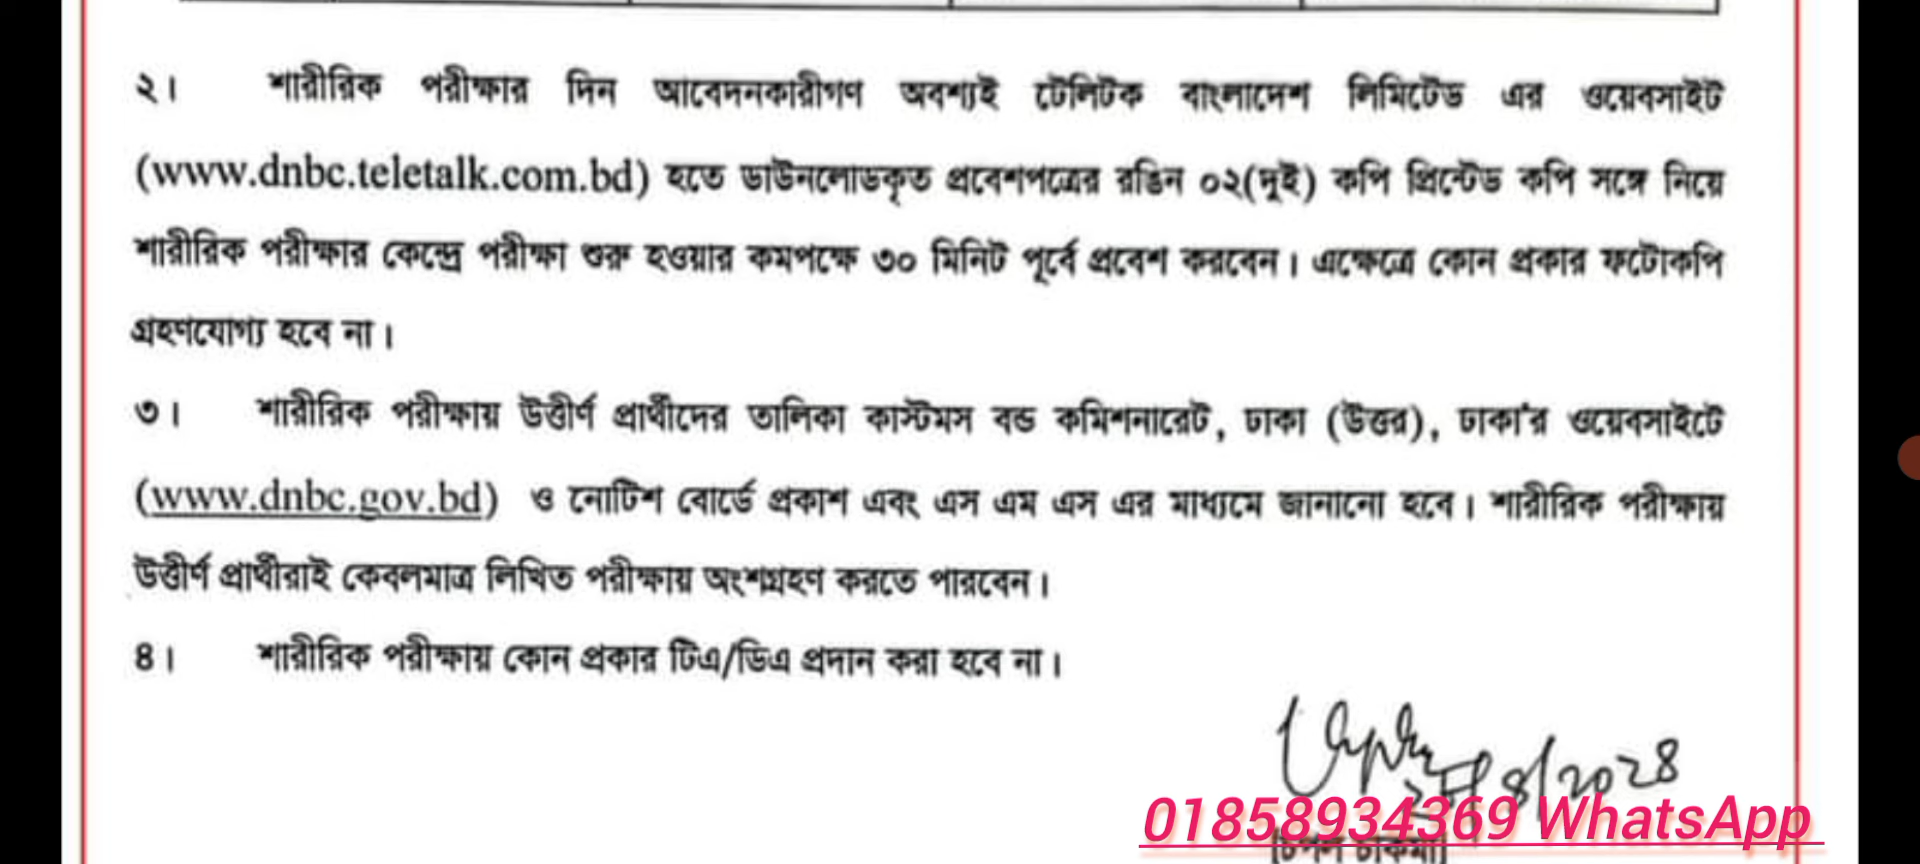 ২। শারীরিক পরীক্ষার দিন আবেদনকারীগণ অবশ্যই টেলিটক বাংলাদেশ লিমিটেড এর ওয়েবসাইট
(www.dnbc.teletalk.com.bd) হতে ডাউনলোডকৃত প্রবেশপত্রের রঙিন ০২(দুই) কপি প্রিন্টেড কপি সঙ্গে নিয়ে
শারীরিক পরীক্ষার কেন্দ্রে পরীক্ষা শুরু হওয়ার কমপক্ষে ৩০ মিনিট পূর্বে প্রবেশ করবেন। এক্ষেত্রে কোন প্রকার ফটোকপি
গ্রহণযোগ্য হবে না।
৩। শারীরিক পরীক্ষায় উত্তীর্ণ প্রার্থীদের তালিকা কাস্টমস বন্ড কমিশনারেট, ঢাকা (উত্তর), ঢাকা'র ওয়েবসাইটে
(www.dnbc.gov.bd) ও নোটিশ বোর্ডে প্রকাশ এবং এস এম এস এর মাধ্যমে জানানো হবে। শারীরিক পরীক্ষায়
উত্তীর্ণ প্রার্থীরাই কেবলমাত্র লিখিত পরীক্ষায় অংশগ্রহণ করতে পারবেন।
৪। শারীরিক পরীক্ষায় কোন প্রকার টিএ/ডিএ প্রদান করা হবে না।
01858934369 WhatsApp